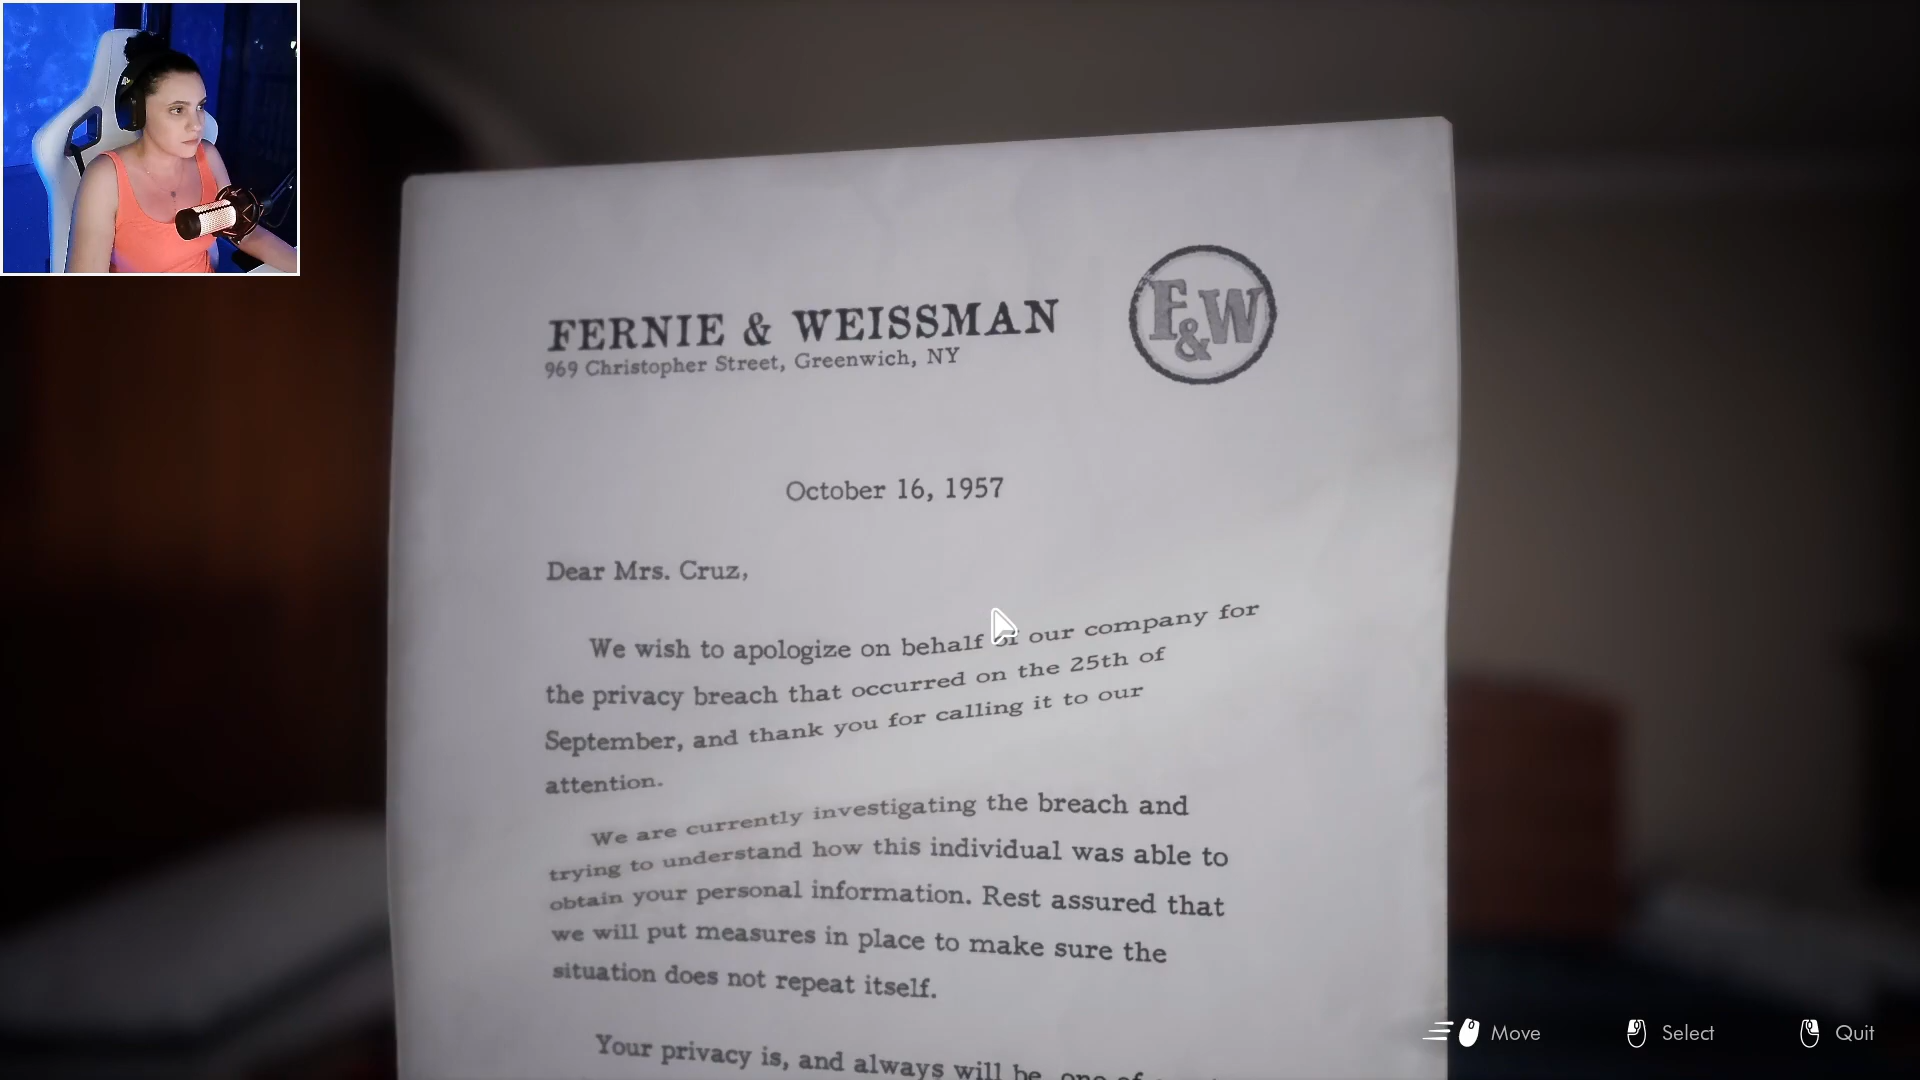 FERNIE & WEISSMAN
F&W
969 Christopher Street, Greenwich, NY
October 16, 1957
Dear Mrs. Cruz,
We wish to apologize on behalf of our company for
the privacy breach that occurred on the 25th of
September, and thank you for calling it to our
attention.
We are currently investigating the breach and
trying to understand how this individual was able to
obtain your personal information. Rest assured that
we will put measures in place to make sure the
situation does not repeat itself.
Your privacy is, and always will be, one of
Move
Select
Quit